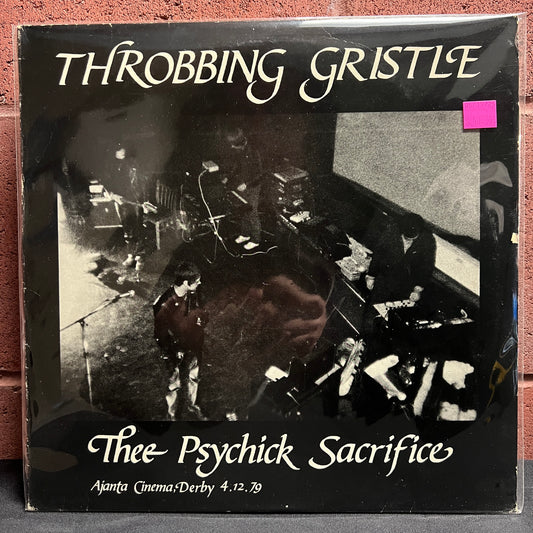 THROBBING GRISTLE
Thee Psychick Sacrifice
Ajanta Cinema, Derby 4.12.79